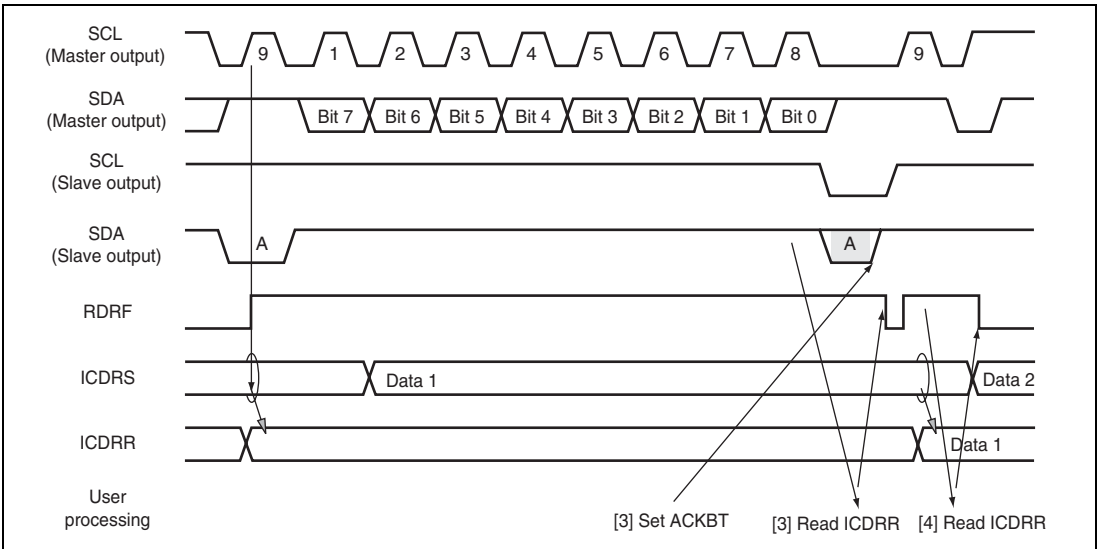 SCL
(Master output)
9 1 2 3 4 5 6 7 8 9
SDA
(Master output)
Bit 7 Bit 6 Bit 5 Bit 4 Bit 3 Bit 2 Bit 1 Bit 0
SCL
(Slave output)
SDA
(Slave output)
A A
RDRF
ICDRS
Data 1 Data 2
ICDRR
Data 1
User
processing
[3] Set ACKBT [3] Read ICDRR [4] Read ICDRR